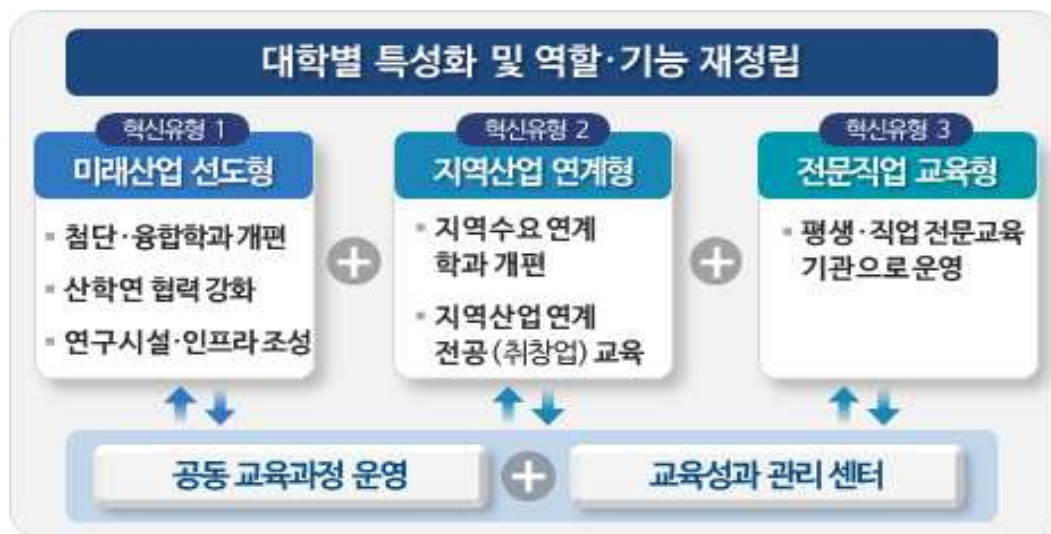 대학별 특성화 및 역할·기능 재정립
혁신유형 1
미래산업 선도형
첨단·융합학과 개편
산학연 협력 강화
연구시설·인프라 조성
혁신유형 2
지역산업 연계형
지역수요 연계
학과 개편
지역산업 연계
전공 (취창업) 교육
혁신유형 3
전문직업 교육형
평생·직업 전문교육
기관으로 운영
공동 교육과정 운영
교육성과 관리 센터